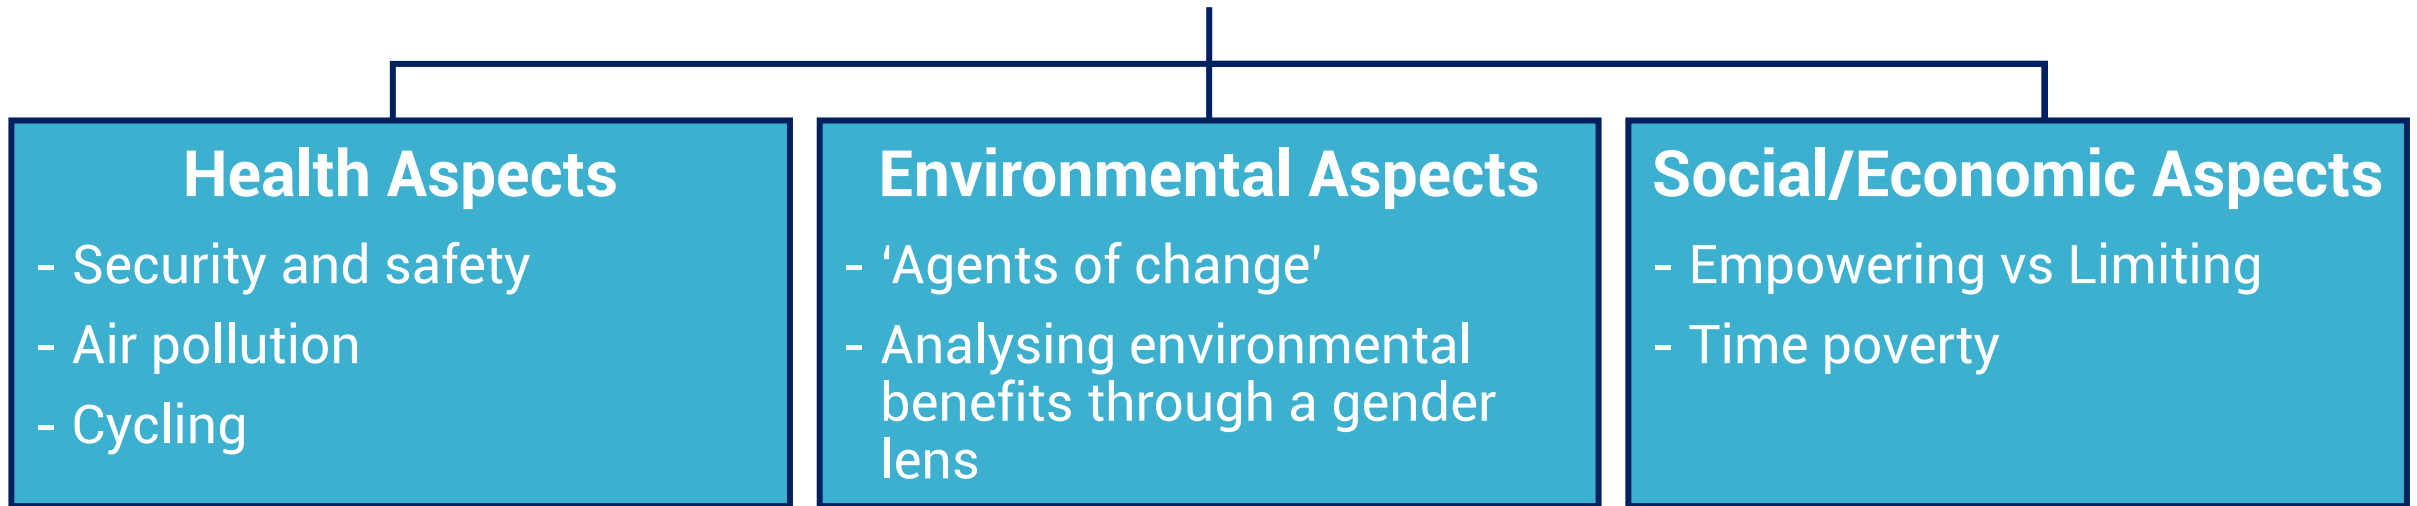 Health Aspects
- Security and safety
- Air pollution
- Cycling
Environmental Aspects
- ‘Agents of change’
- Analysing environmental
benefits through a gender
lens
Social/Economic Aspects
- Empowering vs Limiting
- Time poverty